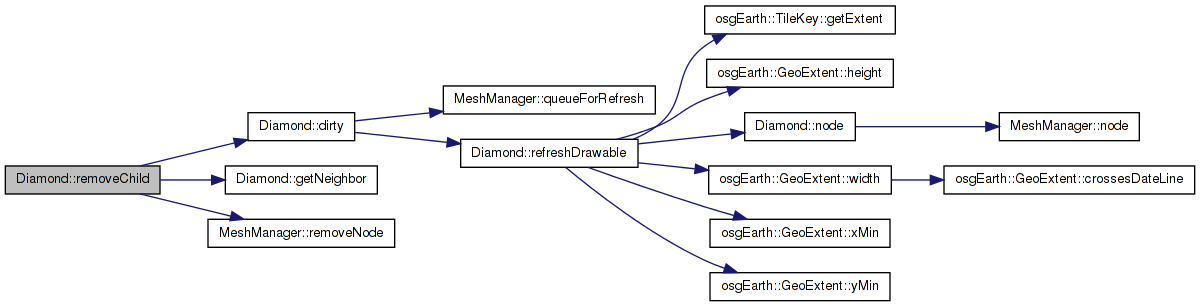 Diamond::removeChild
Diamond::dirty
Diamond::getNeighbor
MeshManager::removeNode
MeshManager::queueForRefresh
Diamond::refreshDrawable
osgEarth::TileKey::getExtent
osgEarth::GeoExtent::height
Diamond::node
osgEarth::GeoExtent::width
osgEarth::GeoExtent::xMin
osgEarth::GeoExtent::yMin
MeshManager::node
osgEarth::GeoExtent::crossesDateLine